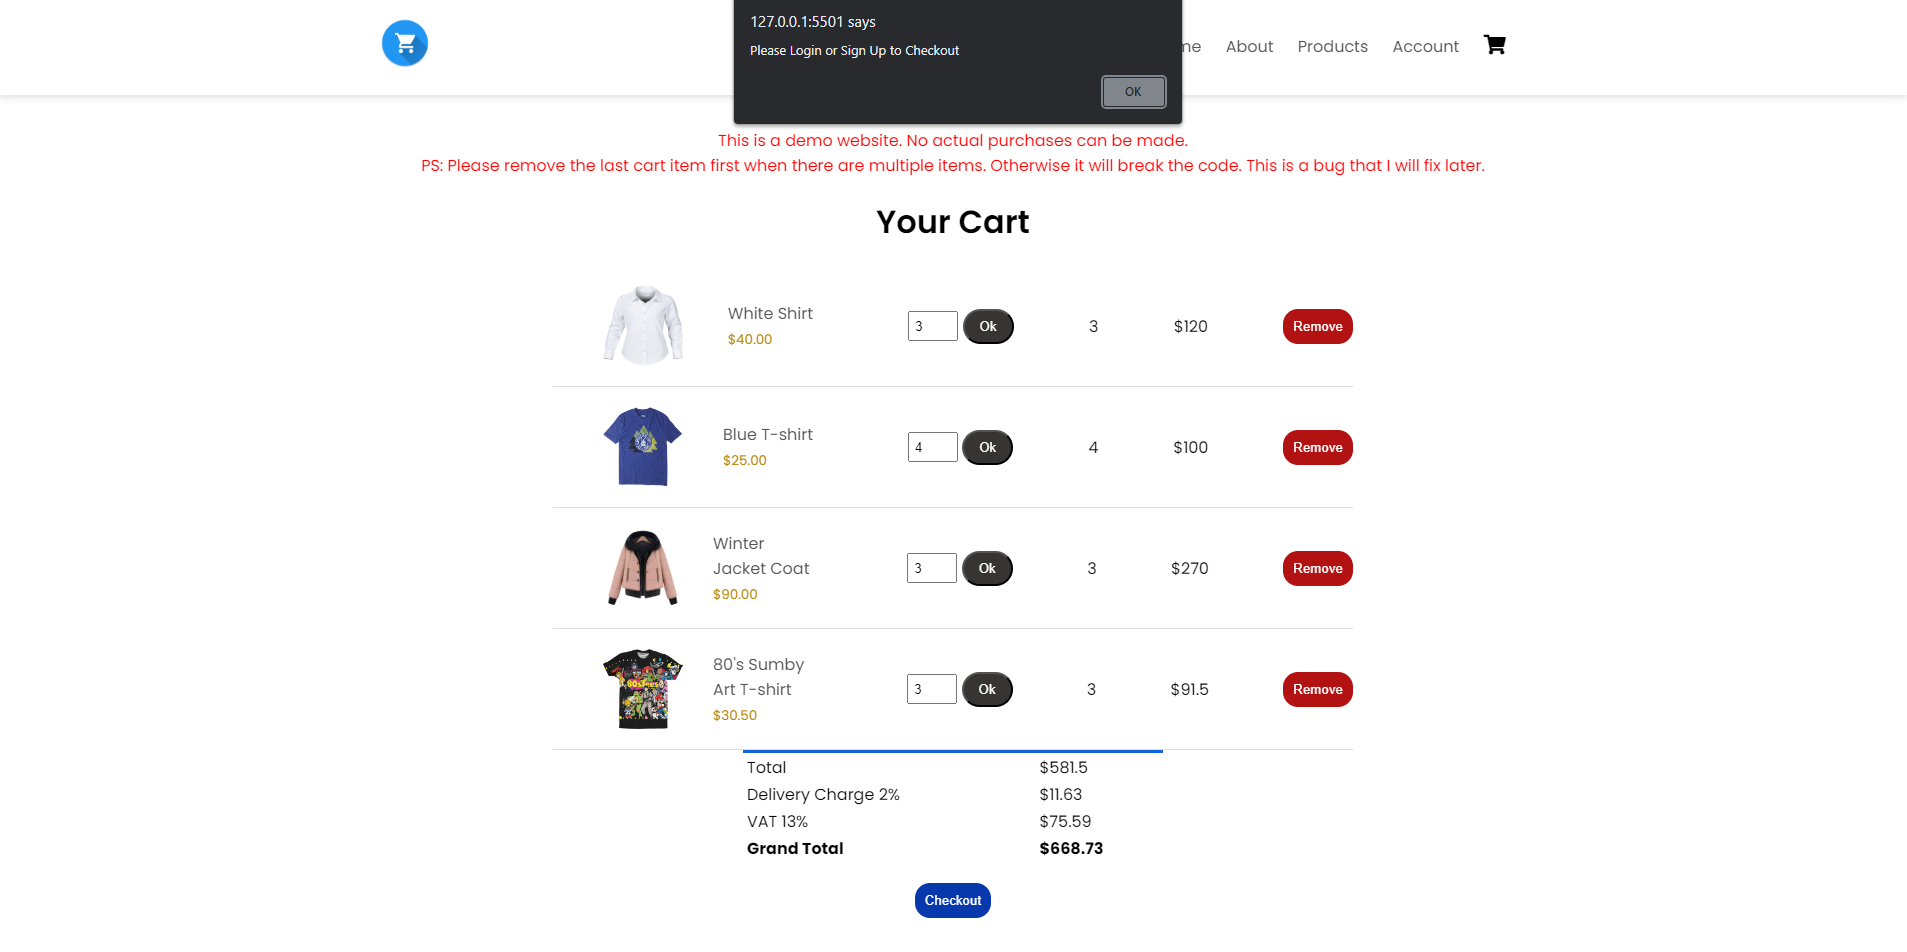 127.0.0.1:5501 says
Please Login or Sign Up to Checkout
OK
About Products Account
This is a demo website. No actual purchases can be made.
PS: Please remove the last cart item first when there are multiple items. Otherwise it will break the code. This is a bug that I will fix later.
Your Cart
White Shirt
$40.00
3 Ok 3 $120 Remove
Blue T-shirt
$25.00
4 Ok 4 $100 Remove
Winter
Jacket Coat
$90.00
3 Ok 3 $270 Remove
80's Sumby
Art T-shirt
$30.50
3 Ok 3 $91.5 Remove
80sTees
Total $581.5
Delivery Charge 2% $11.63
VAT 13% $75.59
Grand Total $668.73
Checkout